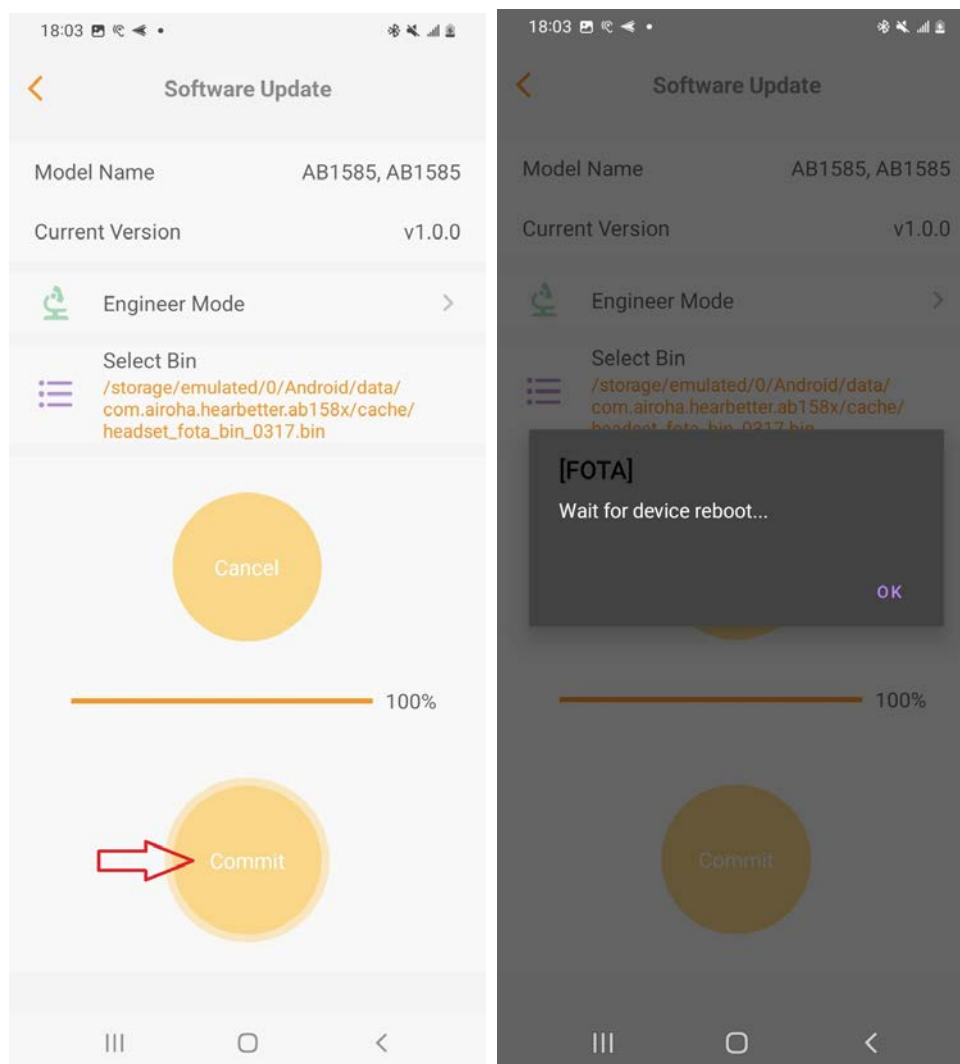 18:03
Software Update
Model Name AB1585, AB1585
Current Version v1.0.0
Engineer Mode
Select Bin
/storage/emulated/0/Android/data/
com.airoha.hearbetter.ab158x/cache/
headset_fota_bin_0317.bin
Cancel
100%
Commit
18:03
Software Update
Model Name AB1585, AB1585
Current Version v1.0.0
Engineer Mode
Select Bin
/storage/emulated/0/Android/data/
com.airoha.hearbetter.ab158x/cache/
headset_fota_bin_0317.bin
[FOTA]
Wait for device reboot...
OK
100%
Commit